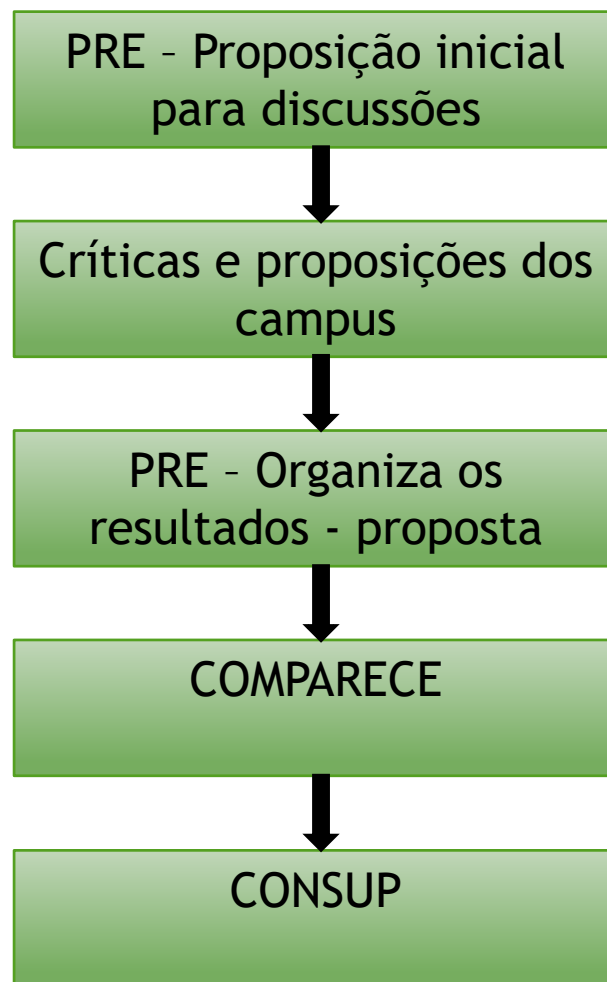 PRE – Proposição inicial
para discussões
Críticas e proposições dos
campus
PRE – Organiza os
resultados - proposta
COMPARECE
CONSUP